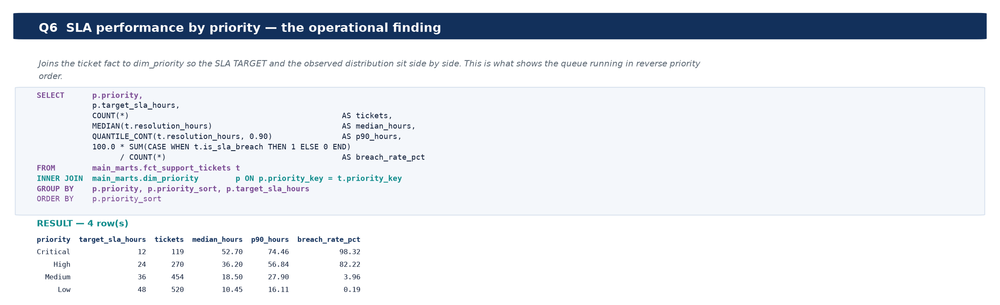 Q6  SLA performance by priority — the operational finding
Joins the ticket fact to dim_priority so the SLA TARGET and the observed distribution sit side by side. This is what shows the queue running in reverse priority
order.
SELECT      p.priority,
            p.target_sla_hours,
            COUNT(*)                                              AS tickets,
            MEDIAN(t.resolution_hours)                            AS median_hours,
            QUANTILE_CONT(t.resolution_hours, 0.90)               AS p90_hours,
            100.0 * SUM(CASE WHEN t.is_sla_breach THEN 1 ELSE 0 END)
                  / COUNT(*)                                      AS breach_rate_pct
FROM        main_marts.fct_support_tickets t
INNER JOIN  main_marts.dim_priority        p ON p.priority_key = t.priority_key
GROUP BY    p.priority, p.priority_sort, p.target_sla_hours
ORDER BY    p.priority_sort
RESULT — 4 row(s)
priority  target_sla_hours  tickets  median_hours  p90_hours  breach_rate_pct
Critical                12      119         52.70      74.46            98.32
    High                24      270         36.20      56.84            82.22
  Medium                36      454         18.50      27.90             3.96
     Low                48      520         10.45      16.11             0.19